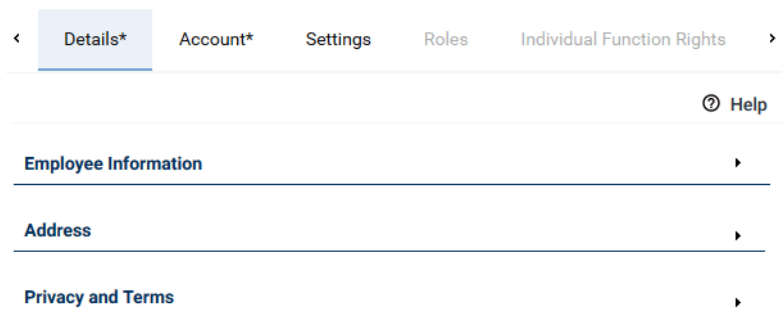 Details* Account* Settings Roles Individual Function Rights
Help
Employee Information
Address
Privacy and Terms